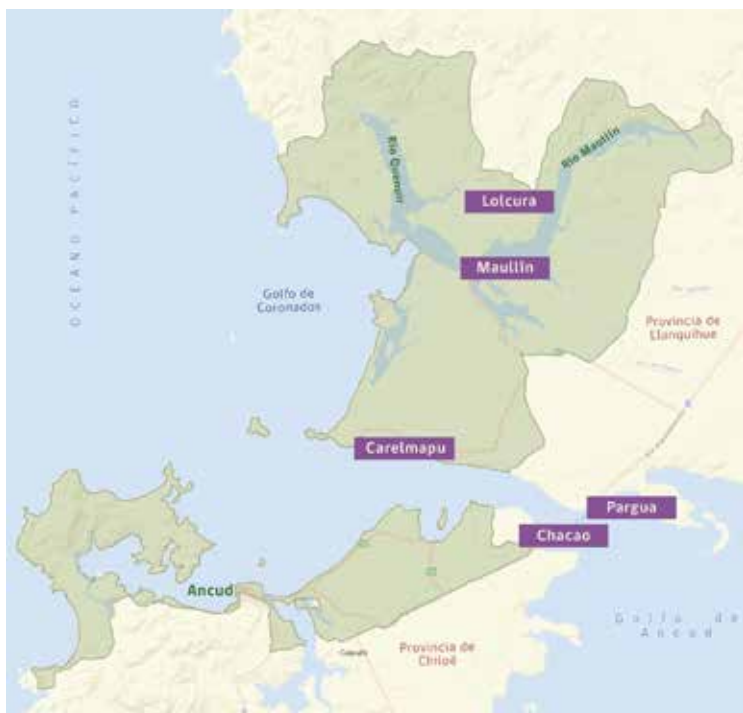 OCEANO PACÍFICO
Río Quenuir
Río Maullín
Lolcura
Maullín
Golfo de
Coronados
Provincia de
Llanquihue
Carelmapu
Pargua
Chacao
Ancud
Golfo de
Ancud
Provincia de
Chiloé